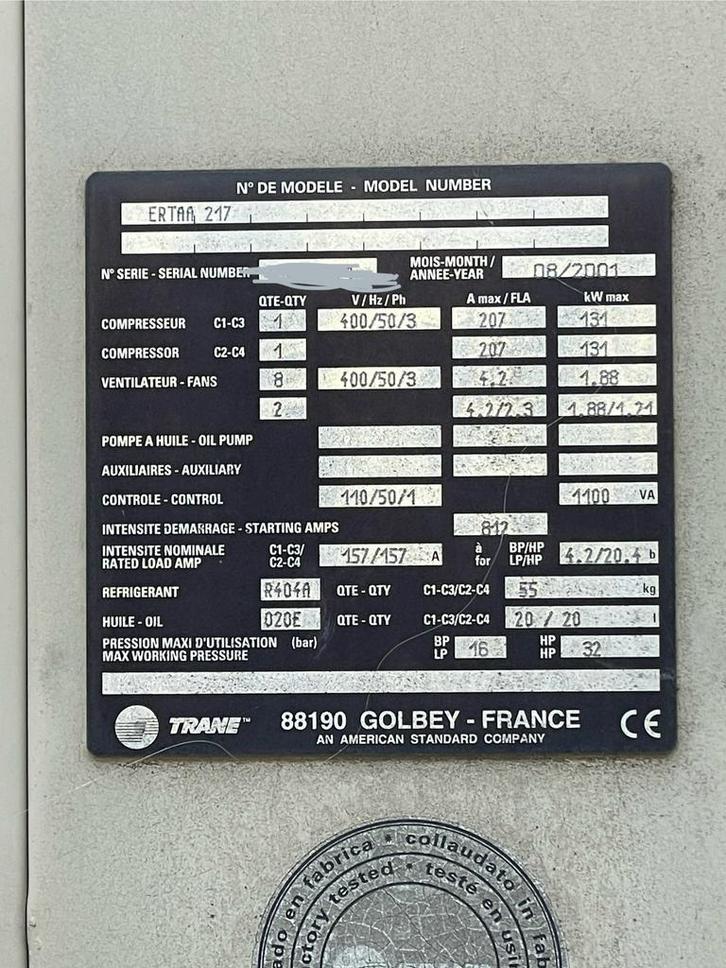 N° DE MODELE - MODEL NUMBER
ERTAA 217
N° SERIE - SERIAL NUMBER
MOIS-MONTH / ANNEE-YEAR 08/2001
QTE-QTY V / Hz / Ph A max / FLA kW max
COMPRESSEUR C1-C3 1 400/50/3 207 131
COMPRESSOR C2-C4 1 207 131
VENTILATEUR - FANS 8 400/50/3 4,2 1,88
2 4.2/2.3 1.88/1.21
POMPE A HUILE - OIL PUMP
AUXILIAIRES - AUXILIARY
CONTROLE - CONTROL 110/50/1 1100 VA
INTENSITE DEMARRAGE - STARTING AMPS 812
INTENSITE NOMINALE C1-C3/ 157/157 A à BP/HP 4.2/20.4 b
RATED LOAD AMP C2-C4 for LP/HP
REFRIGERANT R404A QTE - QTY C1-C3/C2-C4 55 kg
HUILE - OIL 020E QTE - QTY C1-C3/C2-C4 20 / 20 l
PRESSION MAXI D'UTILISATION (bar) BP 16 HP 32
MAX WORKING PRESSURE LP HP
TRANE™ 88190 GOLBEY - FRANCE CE
AN AMERICAN STANDARD COMPANY
en fabrica • collaudato in
tested • testé en